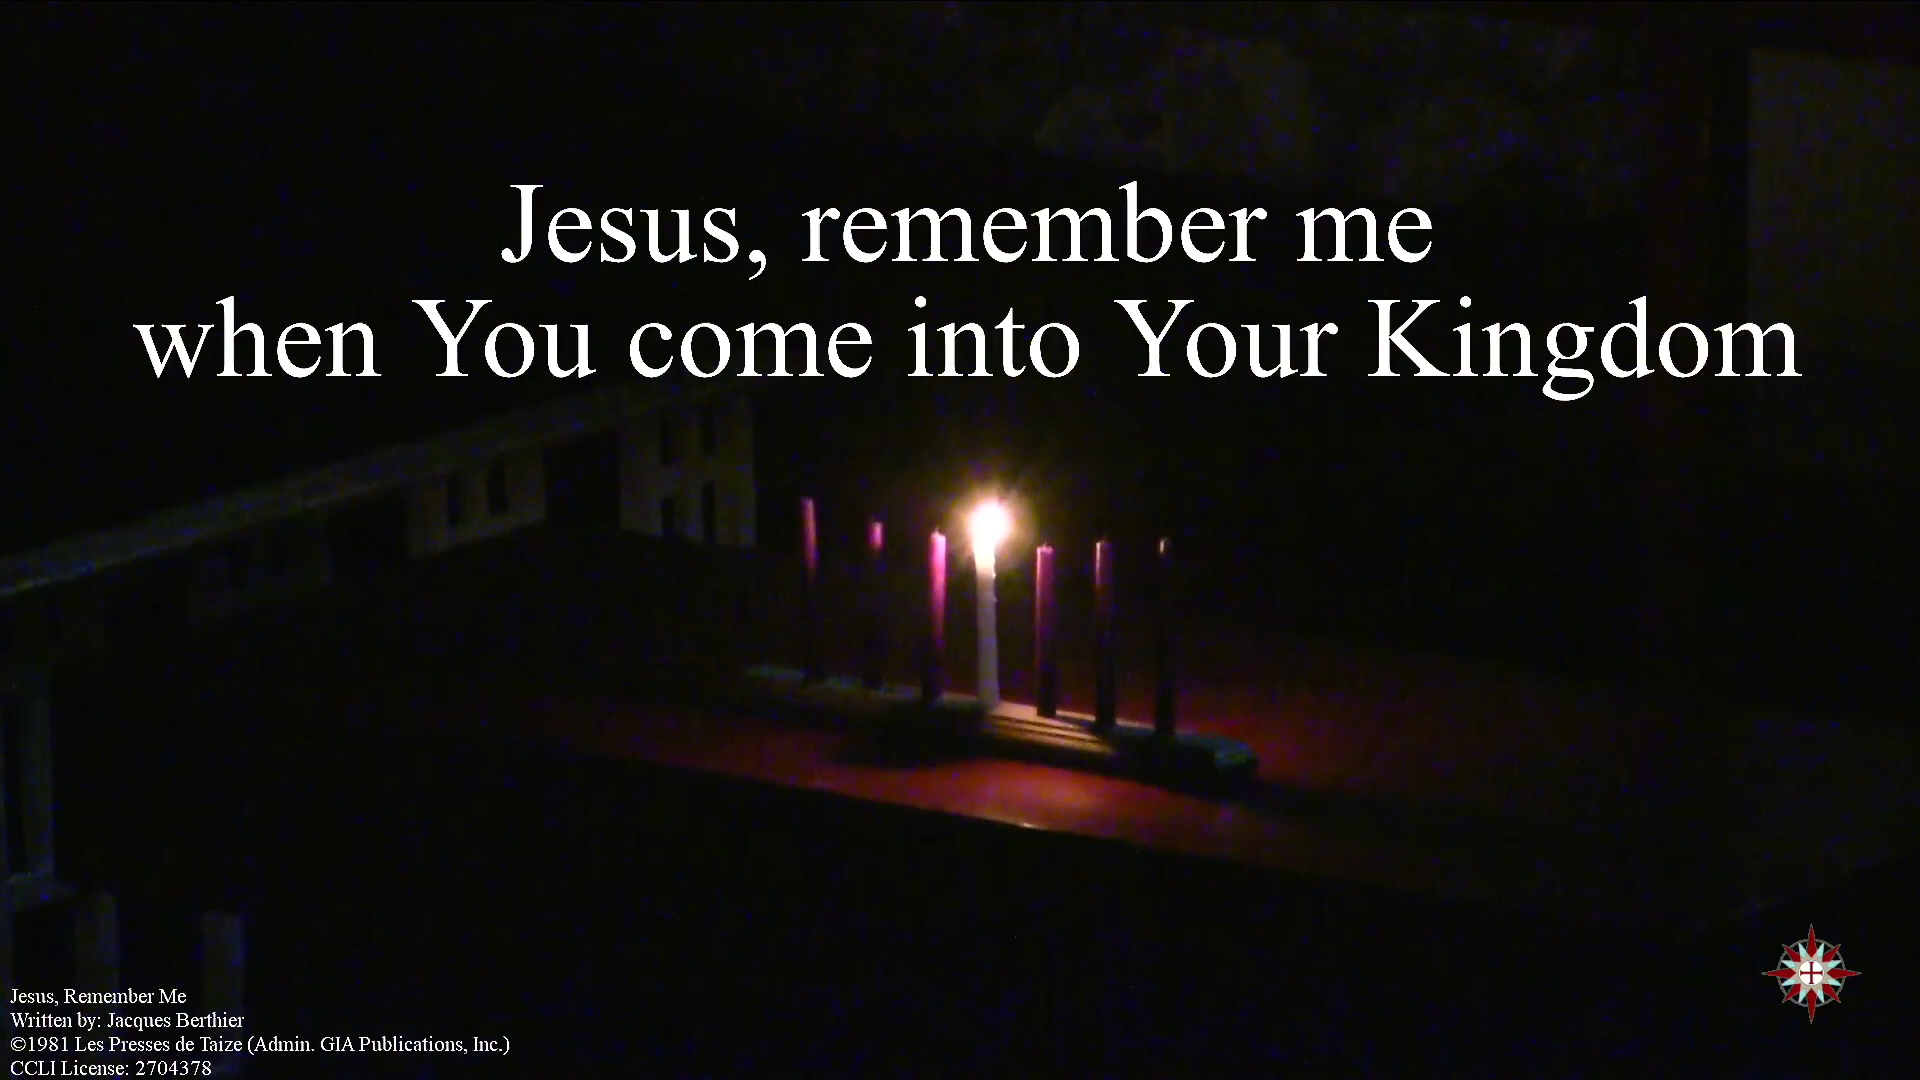 Jesus, remember me
when You come into Your Kingdom
Jesus, Remember Me
Written by: Jacques Berthier
©1981 Les Presses de Taize (Admin. GIA Publications, Inc.)
CCLI License: 2704378